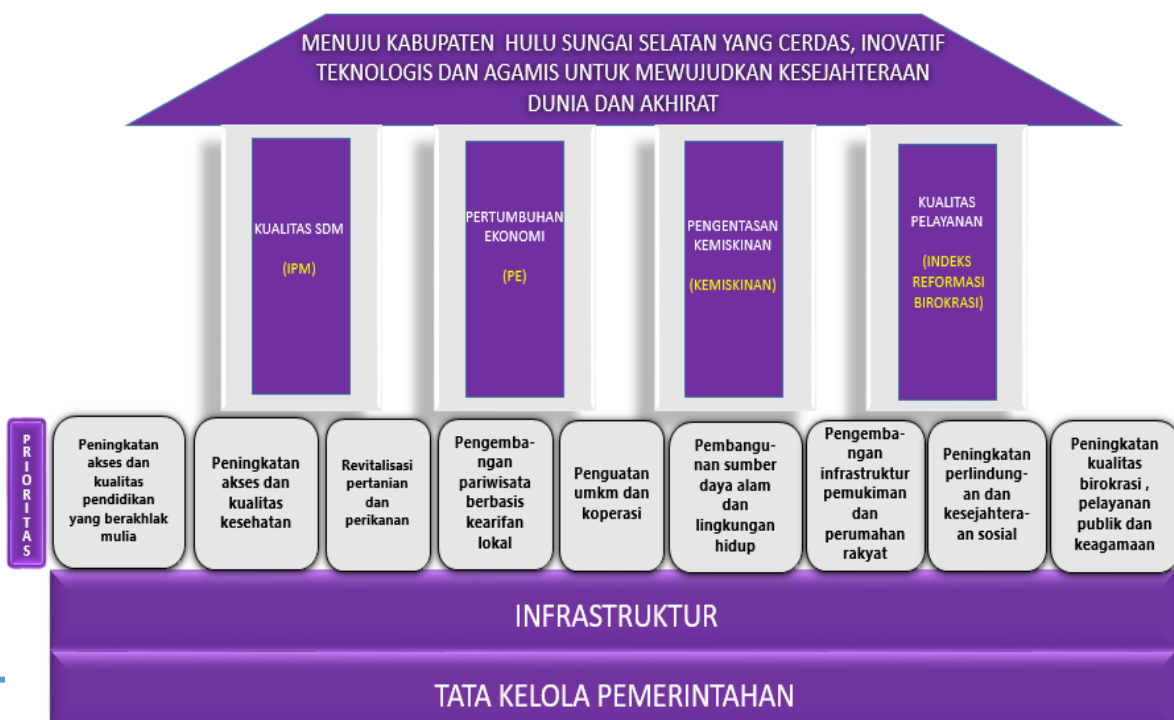 MENUJU KABUPATEN HULU SUNGAI SELATAN YANG CERDAS, INOVATIF
TEKNOLOGIS DAN AGAMIS UNTUK MEWUJUDKAN KESEJAHTERAAN
DUNIA DAN AKHIRAT
KUALITAS SDM
(IPM)
PERTUMBUHAN
EKONOMI
(PE)
PENGENTASAN
KEMISKINAN
(KEMISKINAN)
KUALITAS
PELAYANAN
(INDEKS
REFORMASI
BIROKRASI)
PRIORITAS
Peningkatan
akses dan
kualitas
pendidikan
yang berakhlak
mulia
Peningkatan
akses dan
kualitas
kesehatan
Revitalisasi
pertanian
dan
perikanan
Pengemba-
ngan
pariwisata
berbasis
kearifan
lokal
Penguatan
umkm dan
koperasi
Pembangu-
nan sumber
daya alam
dan
lingkungan
hidup
Pengemba-
ngan
infrastruktur
pemukiman
dan
perumahan
rakyat
Peningkatan
perlindung-
an dan
kesejahtera-
an sosial
Peningkatan
kualitas
birokrasi ,
pelayanan
publik dan
keagamaan
INFRASTRUKTUR
TATA KELOLA PEMERINTAHAN